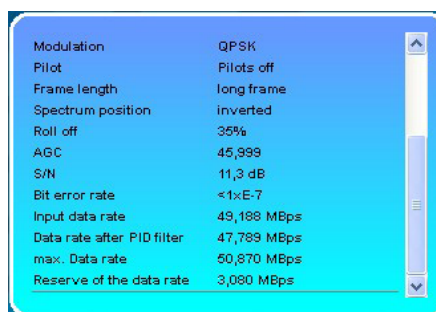 Modulation QPSK
Pilot Pilots off
Frame length long frame
Spectrum position inverted
Roll off 35%
AGC 45,999
S/N 11,3 dB
Bit error rate <1xE-7
Input data rate 49,188 MBps
Data rate after PID filter 47,789 MBps
max. Data rate 50,870 MBps
Reserve of the data rate 3,080 MBps